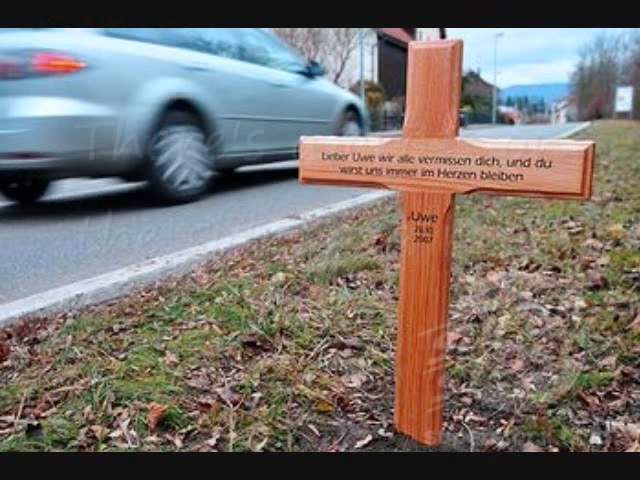 Lieber Uwe wir alle vermissen dich, und du
wirst uns immer im Herzen bleiben
Uwe
2007